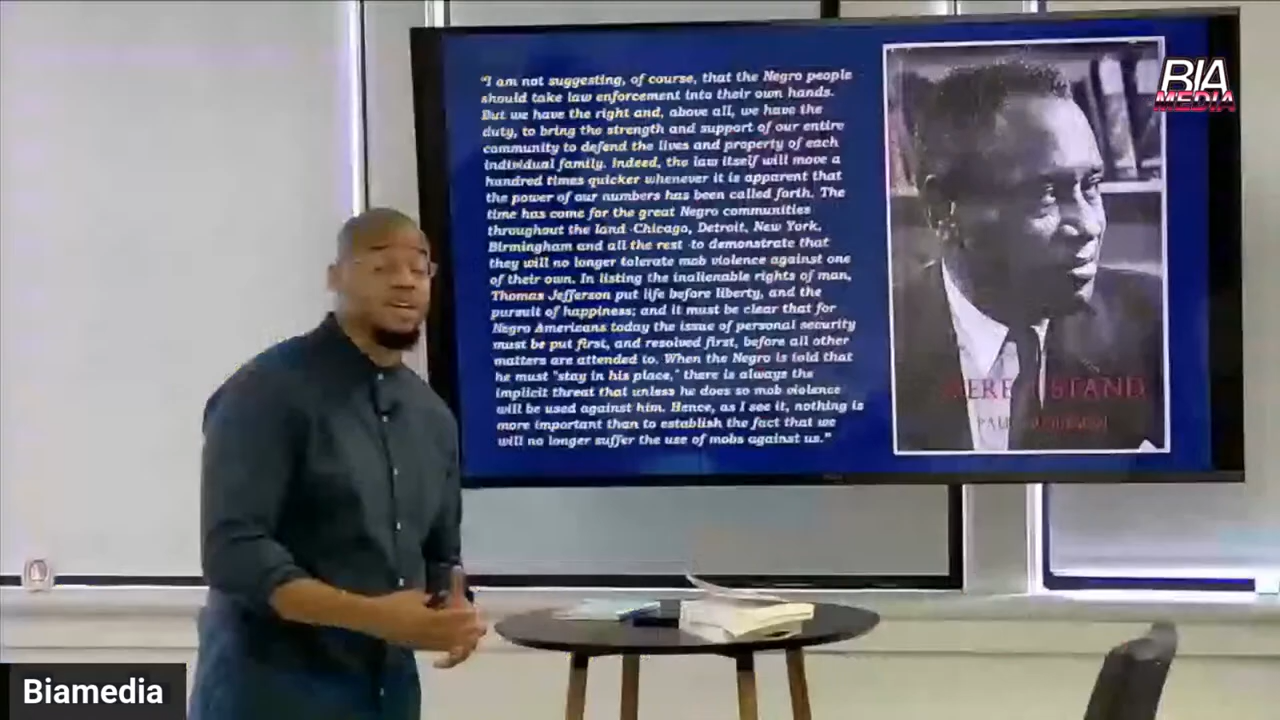 "I am not suggesting, of course, that the Negro people
should take law enforcement into their own hands.
But we have the right and, above all, we have the
duty, to bring the strength and support of our entire
community to defend the lives and property of each
individual family. Indeed, the law itself will move a
hundred times quicker whenever it is apparent that
the power of our numbers has been called forth. The
time has come for the great Negro communities
throughout the land -Chicago, Detroit, New York,
Birmingham and all the rest -to demonstrate that
they will no longer tolerate mob violence against one
of their own. In listing the inalienable rights of man,
Thomas Jefferson put life before liberty, and the
pursuit of happiness; and it must be clear that for
Negro Americans today the issue of personal security
must be put first, and resolved first, before all other
matters are attended to. When the Negro is told that
he must "stay in his place," there is always the
implicit threat that unless he does so mob violence
will be used against him. Hence, as I see it, nothing is
more important than to establish the fact that we
will no longer suffer the use of mobs against us."
BIA
MEDIA
STAND
Biamedia